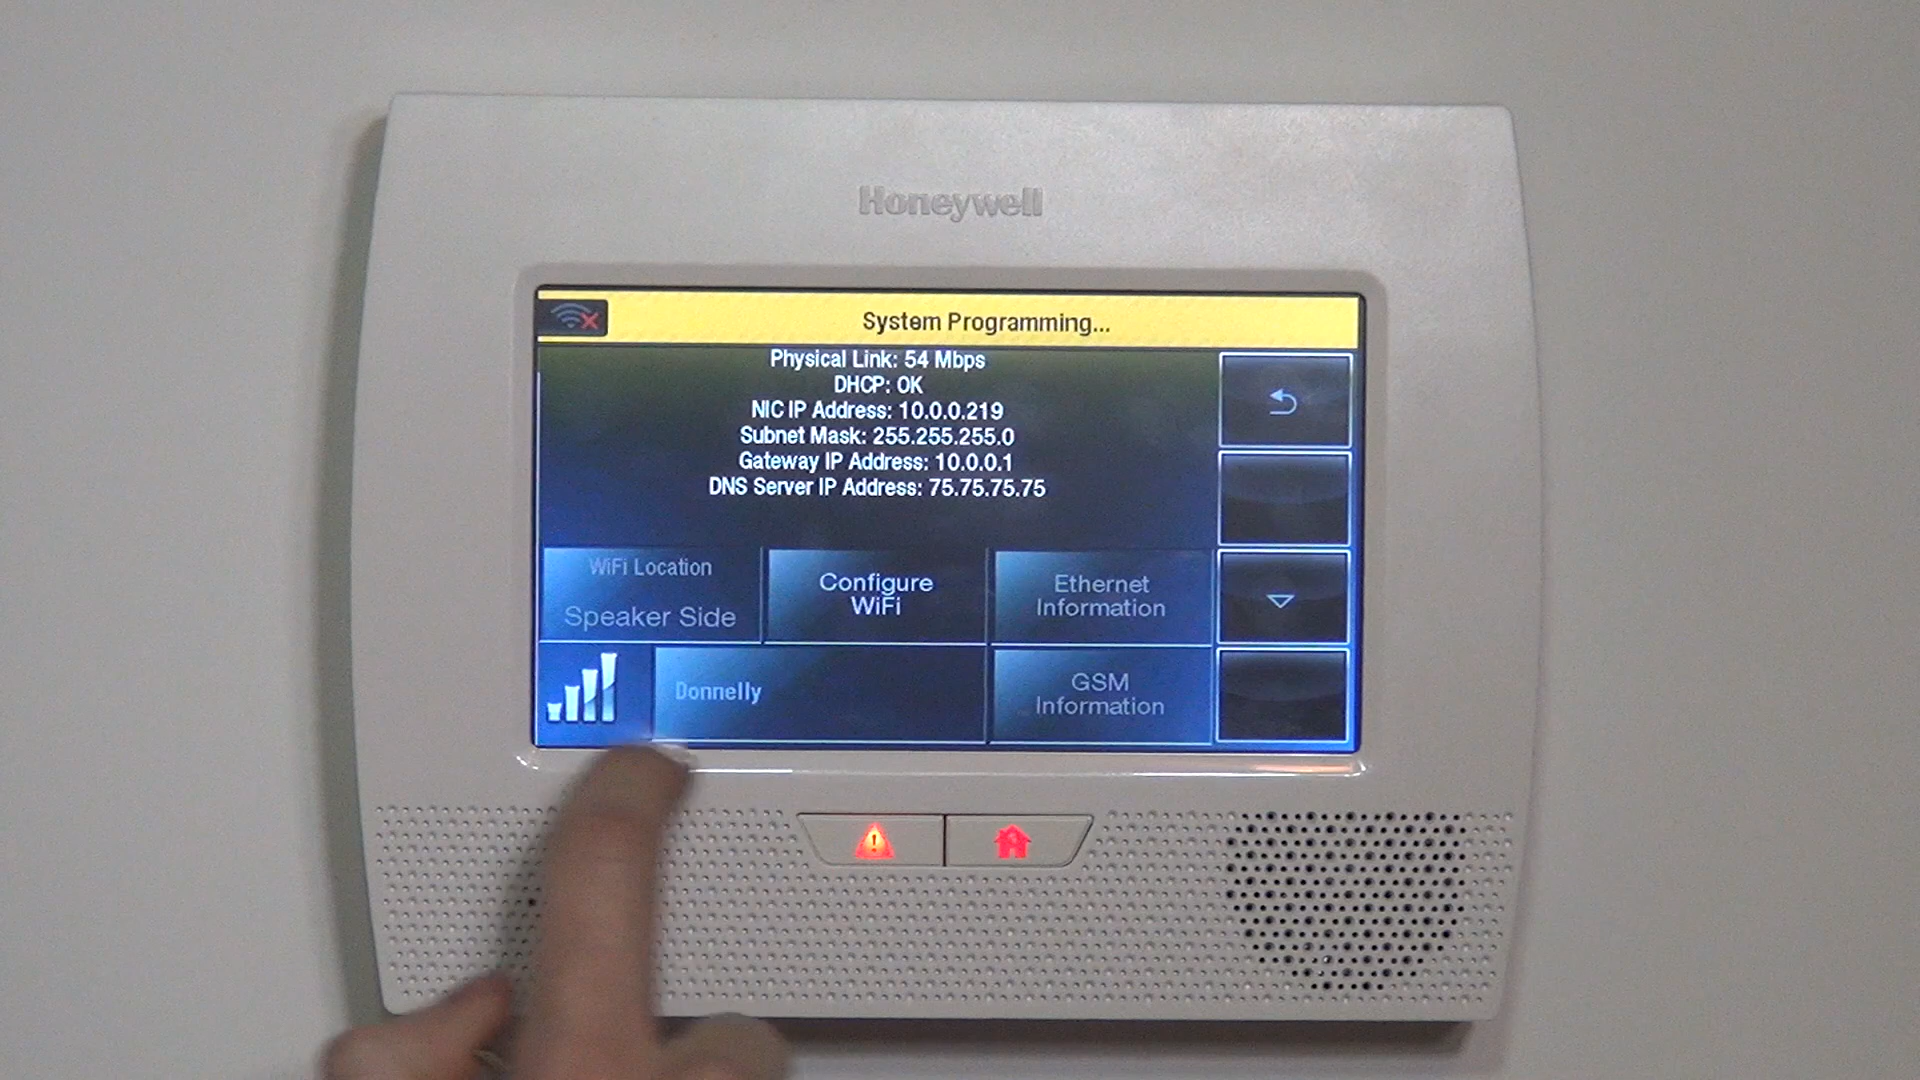 Honeywell
System Programming...
Physical Link: 54 Mbps
DHCP: OK
NIC IP Address: 10.0.0.219
Subnet Mask: 255.255.255.0
Gateway IP Address: 10.0.0.1
DNS Server IP Address: 75.75.75.75
WiFi Location
Speaker Side
Configure
WiFi
Ethernet
Information
Donnelly
GSM
Information